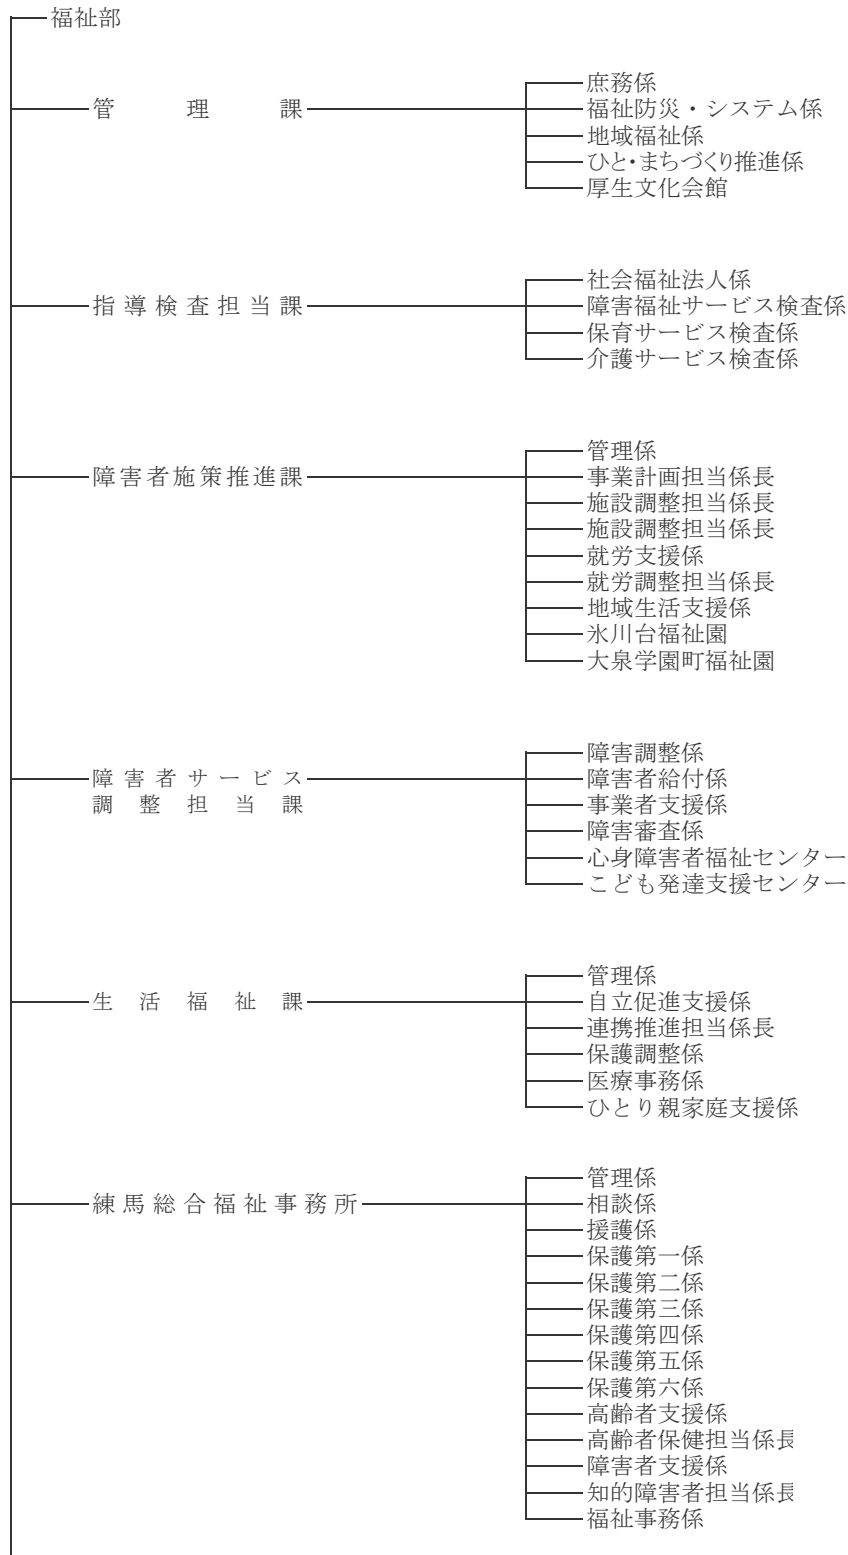 福祉部
管理課
庶務係
福祉防災・システム係
地域福祉係
ひと・まちづくり推進係
厚生文化会館
指導検査担当課
社会福祉法人係
障害福祉サービス検査係
保育サービス検査係
介護サービス検査係
障害者施策推進課
管理係
事業計画担当係長
施設調整担当係長
施設調整担当係長
就労支援係
就労調整担当係長
地域生活支援係
氷川台福祉園
大泉学園町福祉園
障害者サービス
調整担当課
障害調整係
障害者給付係
事業者支援係
障害審査係
心身障害者福祉センター
こども発達支援センター
生活福祉課
管理係
自立促進支援係
連携推進担当係長
保護調整係
医療事務係
ひとり親家庭支援係
練馬総合福祉事務所
管理係
相談係
援護係
保護第一係
保護第二係
保護第三係
保護第四係
保護第五係
保護第六係
高齢者支援係
高齢者保健担当係長
障害者支援係
知的障害者担当係長
福祉事務係